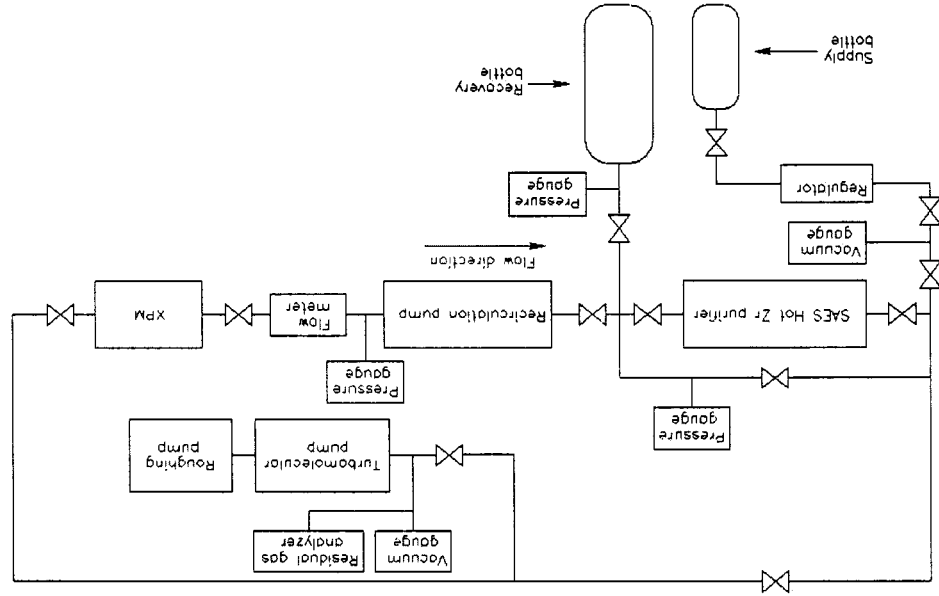 Vacuum
gauge
Residual gas
analyzer
Turbomolecular
pump
Roughing
pump
Pressure
gauge
Pressure
gauge
SAES Hot Zr purifier
Recirculation pump
Flow
meter
XPM
Flow direction
Vacuum
gauge
Regulator
Pressure
gauge
Supply
bottle
Recovery
bottle